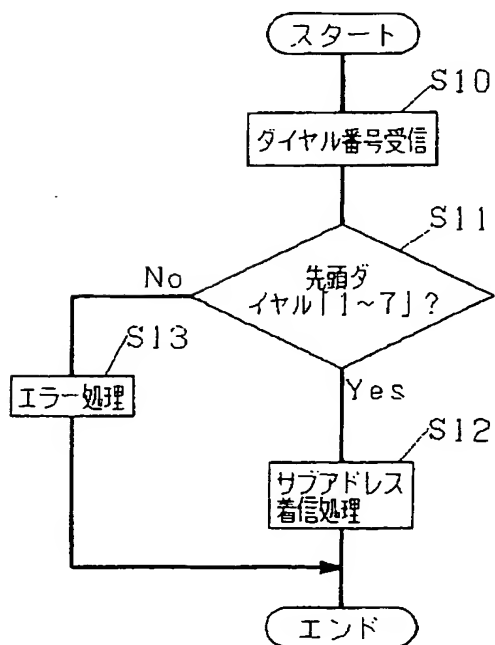 スタート
S10
ダイヤル番号受信
S11
先頭ダ
イヤル「1~7」?
No
S13
エラー処理
Yes
S12
サブアドレス
着信処理
エンド